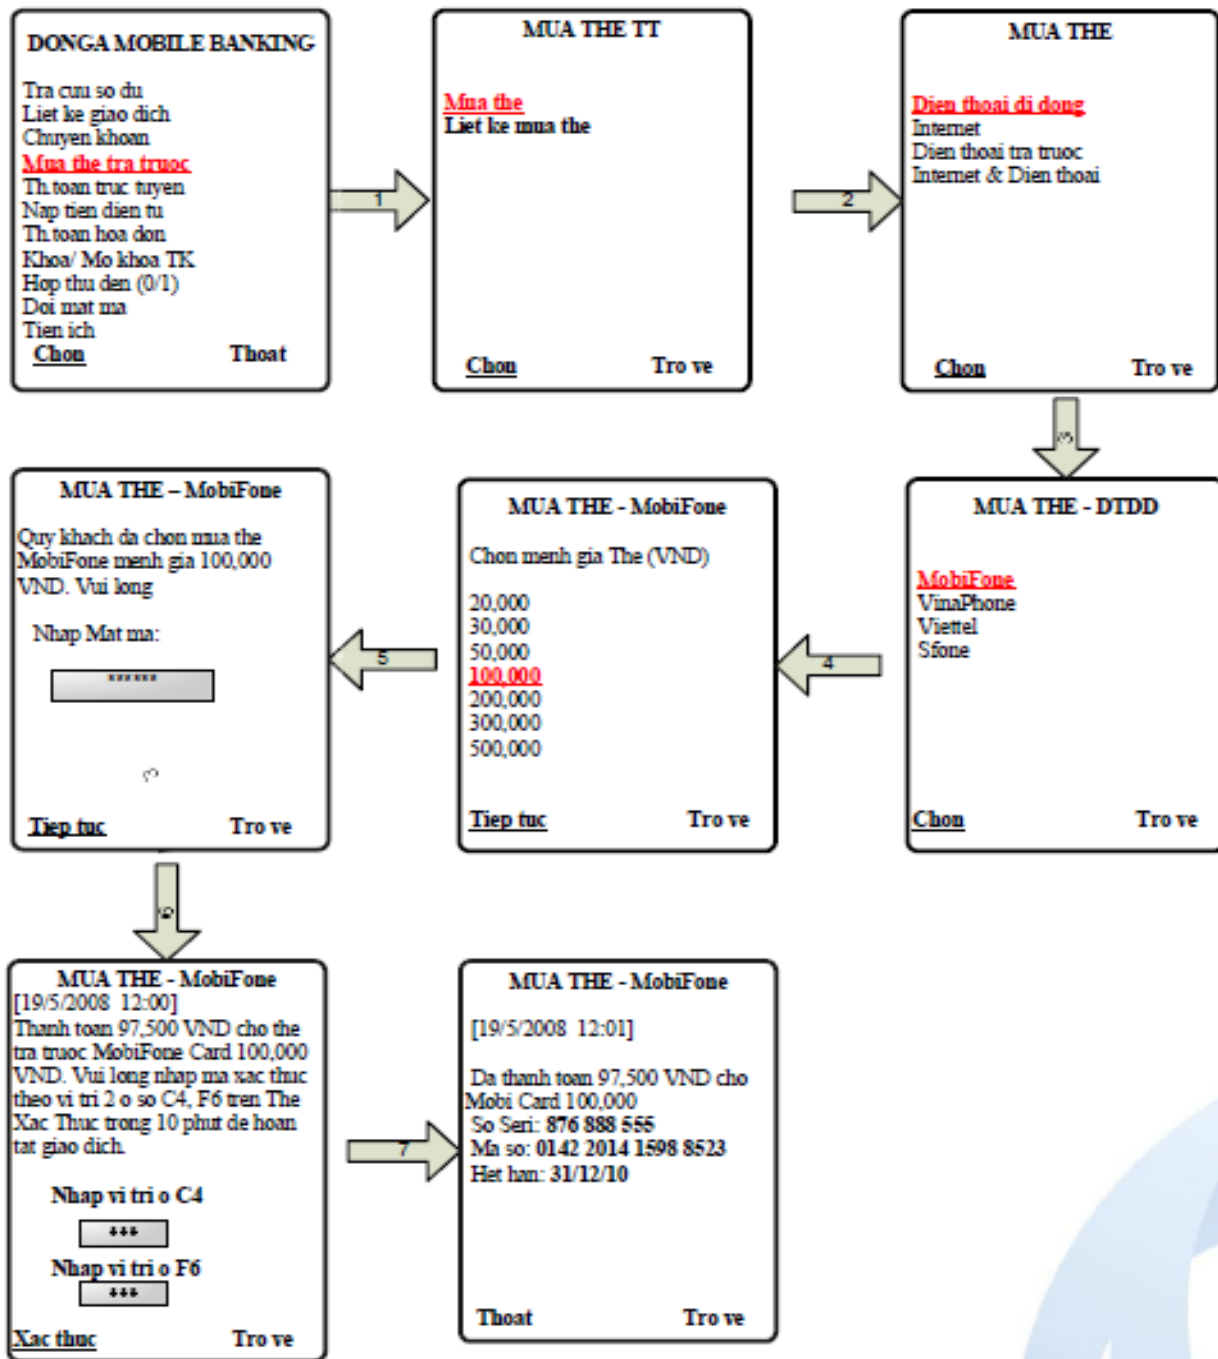 DONGA MOBILE BANKING
Tra cuu so du
Liet ke giao dich
Chuyen khoan
Mua the tra truoc
Th.toan truc tuyen
Nap tien dien tu
Th.toan hoa don
Khoa/ Mo khoa TK
Hop thu den (0/1)
Doi mat ma
Tien ich
Chon Thoat
1
MUA THE TT
Mua the
Liet ke mua the
Chon Tro ve
2
MUA THE
Dien thoai di dong
Internet
Dien thoai tra truoc
Internet & Dien thoai
Chon Tro ve
3
MUA THE - DTDD
MobiFone
VinaPhone
Viettel
Sfone
Chon Tro ve
4
MUA THE - MobiFone
Chon menh gia The (VND)
20,000
30,000
50,000
100,000
200,000
300,000
500,000
Tiep tuc Tro ve
5
MUA THE – MobiFone
Quy khach da chon mua the
MobiFone menh gia 100,000
VND. Vui long
Nhap Mat ma:
******
3
Tiep tuc Tro ve
6
MUA THE - MobiFone
[19/5/2008 12:00]
Thanh toan 97,500 VND cho the
tra truoc MobiFone Card 100,000
VND. Vui long nhap ma xac thuc
theo vi tri 2 o so C4, F6 tren The
Xac Thuc trong 10 phut de hoan
tat giao dich.
Nhap vi tri o C4
***
Nhap vi tri o F6
***
Xac thuc Tro ve
7
MUA THE - MobiFone
[19/5/2008 12:01]
Da thanh toan 97,500 VND cho
Mobi Card 100,000
So Seri: 876 888 555
Ma so: 0142 2014 1598 8523
Het han: 31/12/10
Thoat Tro ve